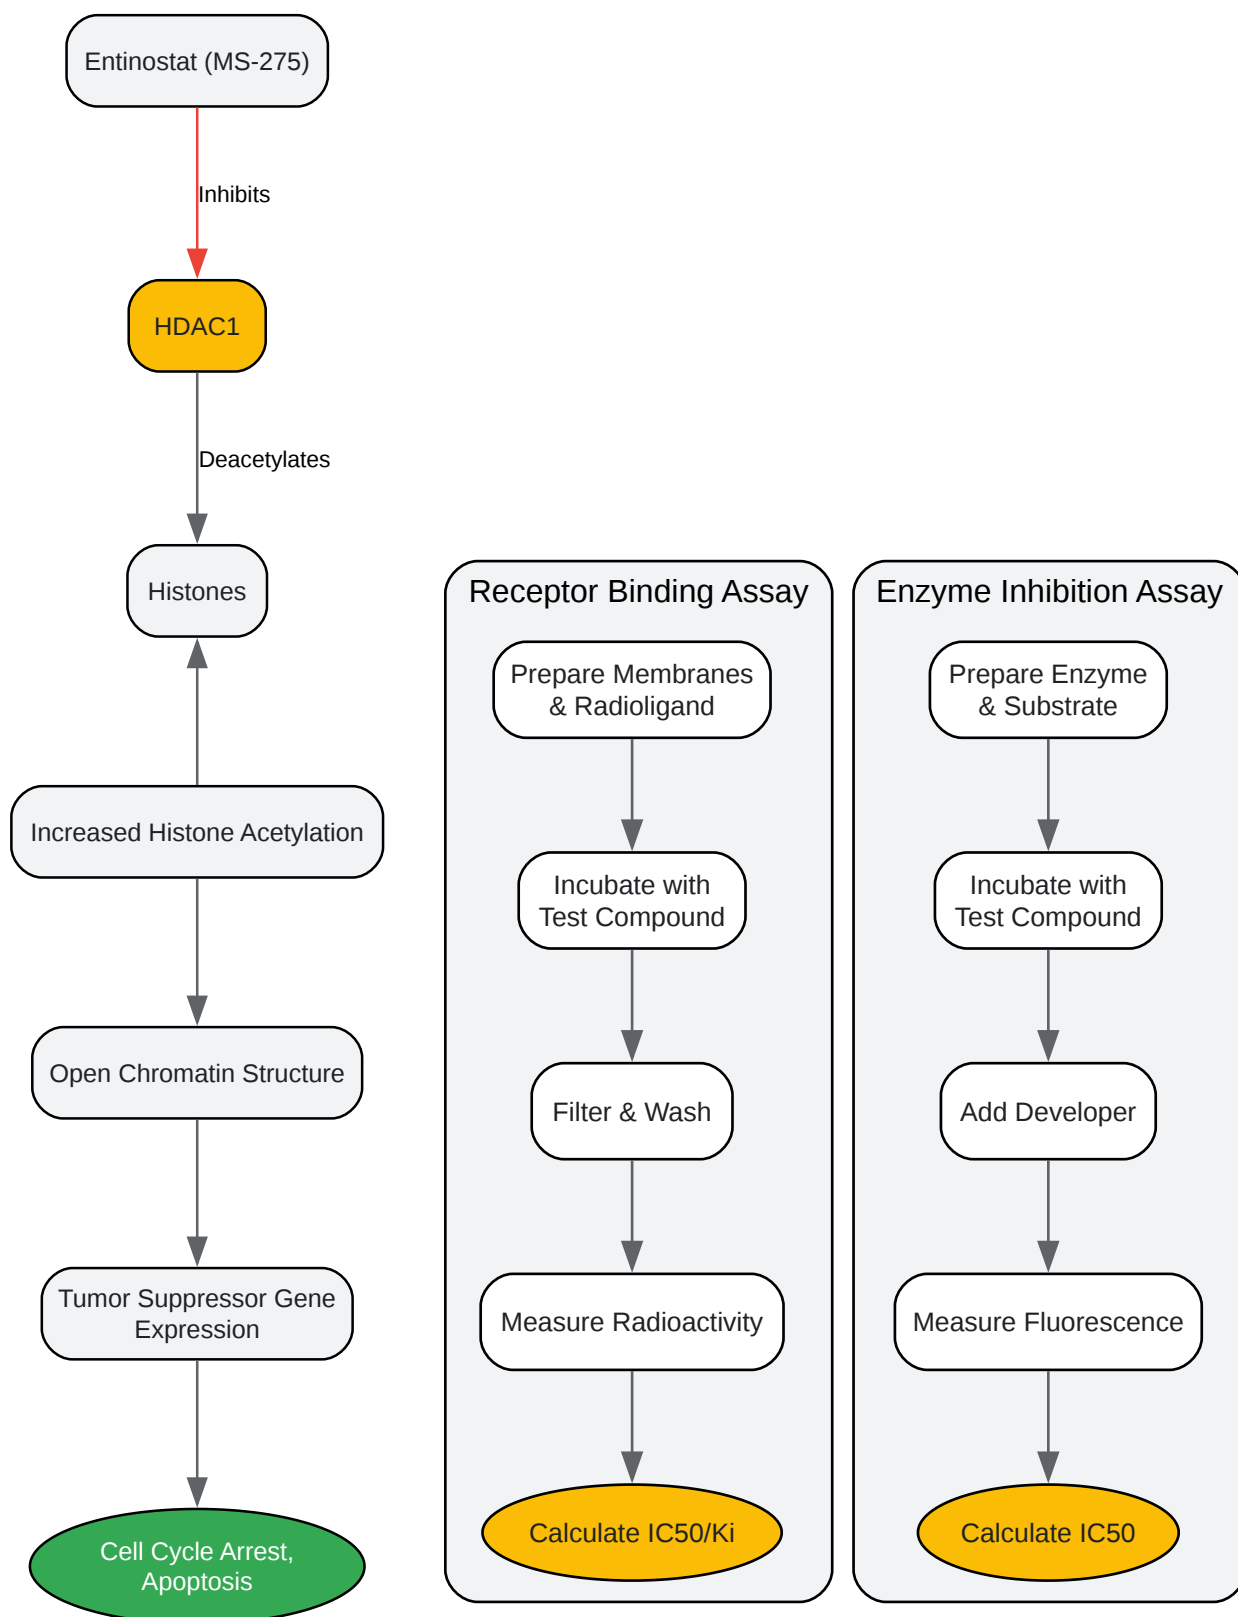 Entinostat (MS-275)
Inhibits
HDAC1
Deacetylates
Histones
Increased Histone Acetylation
Open Chromatin Structure
Tumor Suppressor Gene
Expression
Cell Cycle Arrest,
Apoptosis
Receptor Binding Assay
Prepare Membranes
& Radioligand
Incubate with
Test Compound
Filter & Wash
Measure Radioactivity
Calculate IC50/Ki
Enzyme Inhibition Assay
Prepare Enzyme
& Substrate
Incubate with
Test Compound
Add Developer
Measure Fluorescence
Calculate IC50